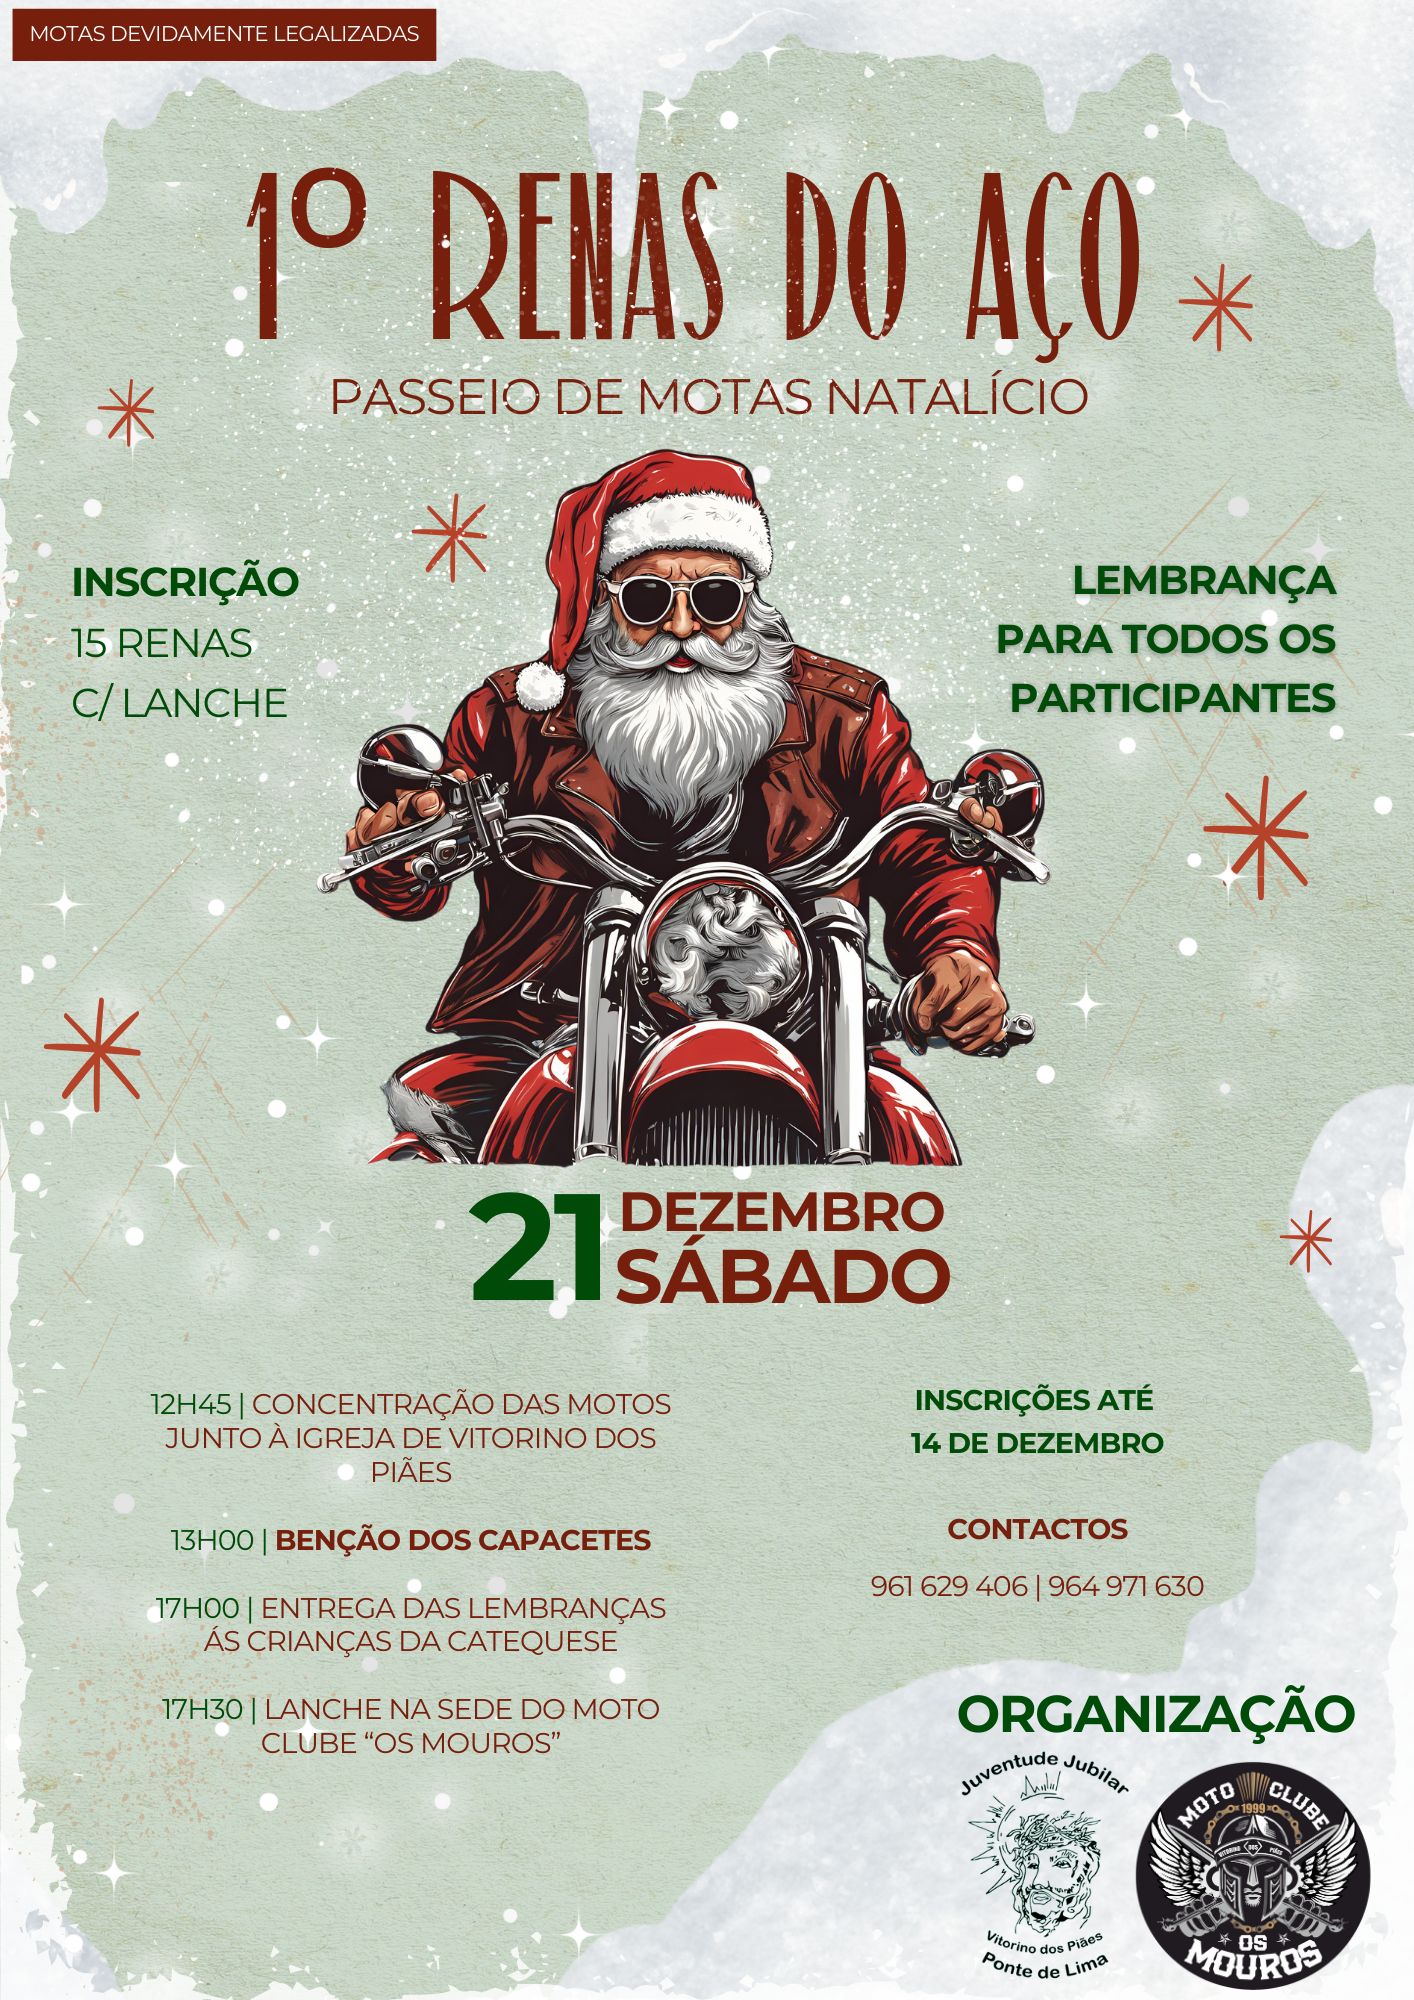 MOTAS DEVIDAMENTE LEGALIZADAS
1º RENAS DO AÇO
PASSEIO DE MOTAS NATALÍCIO
INSCRIÇÃO
15 RENAS
C/ LANCHE
LEMBRANÇA
PARA TODOS OS
PARTICIPANTES
21 DEZEMBRO
SÁBADO
12H45 | CONCENTRAÇÃO DAS MOTOS
JUNTO À IGREJA DE VITORINO DOS
PIÃES
13H00 | BENÇÃO DOS CAPACETES
17H00 | ENTREGA DAS LEMBRANÇAS
ÁS CRIANÇAS DA CATEQUESE
17H30 | LANCHE NA SEDE DO MOTO
CLUBE “OS MOUROS”
INSCRIÇÕES ATÉ
14 DE DEZEMBRO
CONTACTOS
961 629 406 | 964 971 630
ORGANIZAÇÃO
Juventude Jubilar
Vitorino dos Piães
Ponte de Lima
MOTO CLUBE
1999
VITORINO DOS PIÃES
OS
MOUROS